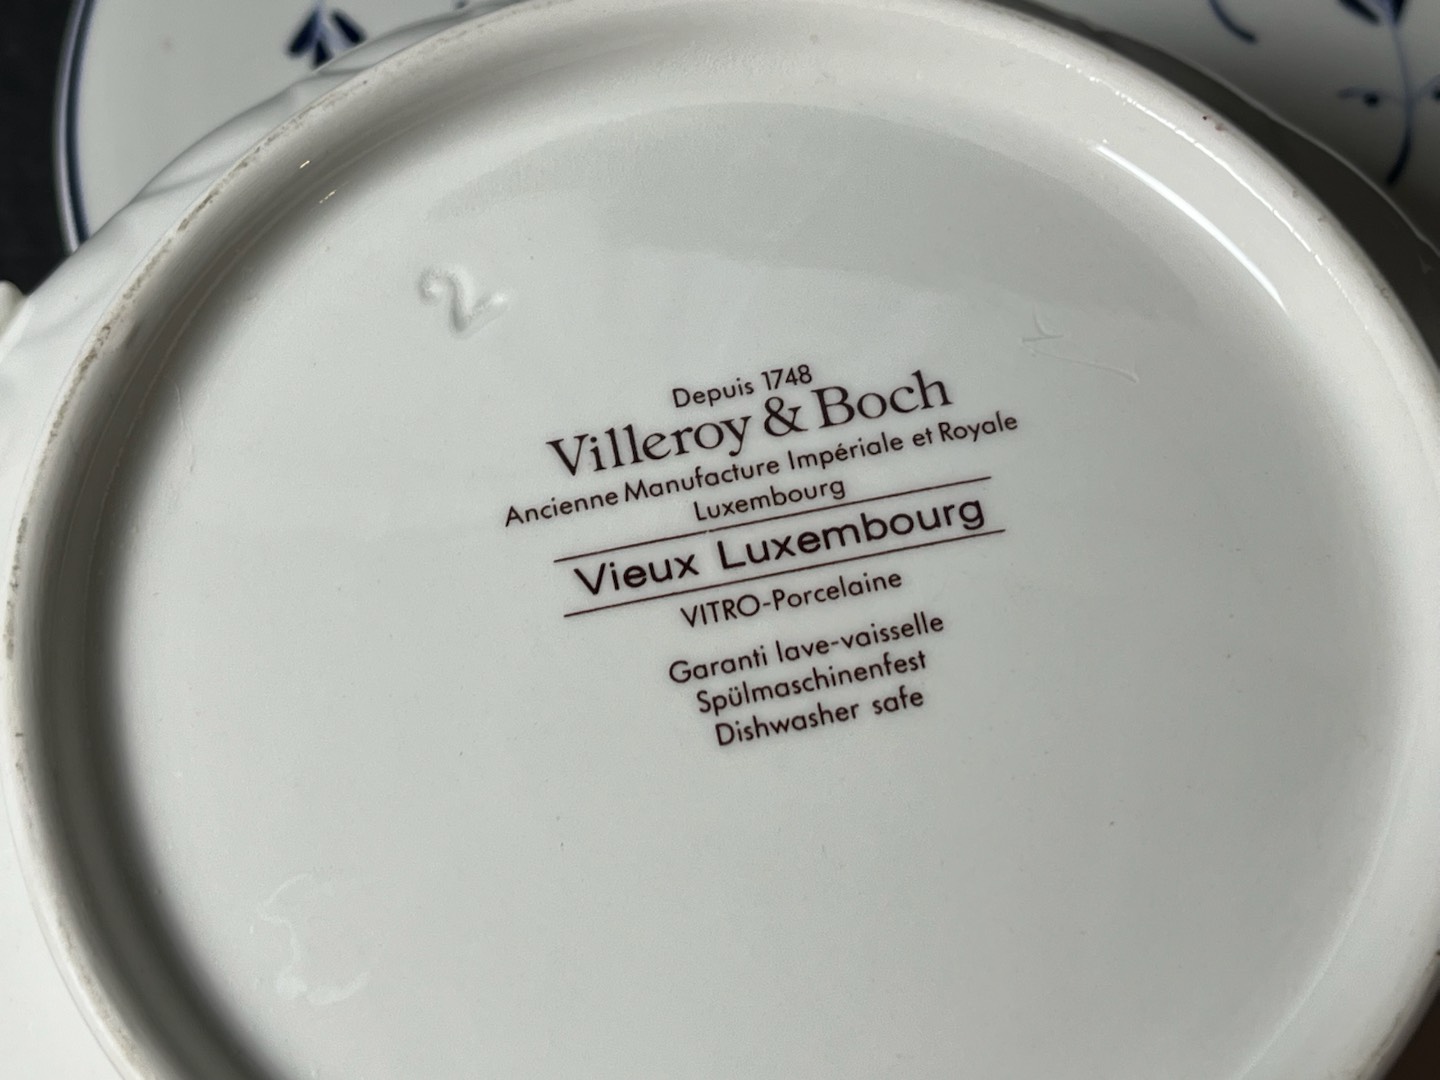 2
Depuis 1748
Villeroy & Boch
Ancienne Manufacture Impériale et Royale
Luxembourg
Vieux Luxembourg
VITRO-Porcelaine
Garanti lave-vaisselle
Spülmaschinenfest
Dishwasher safe